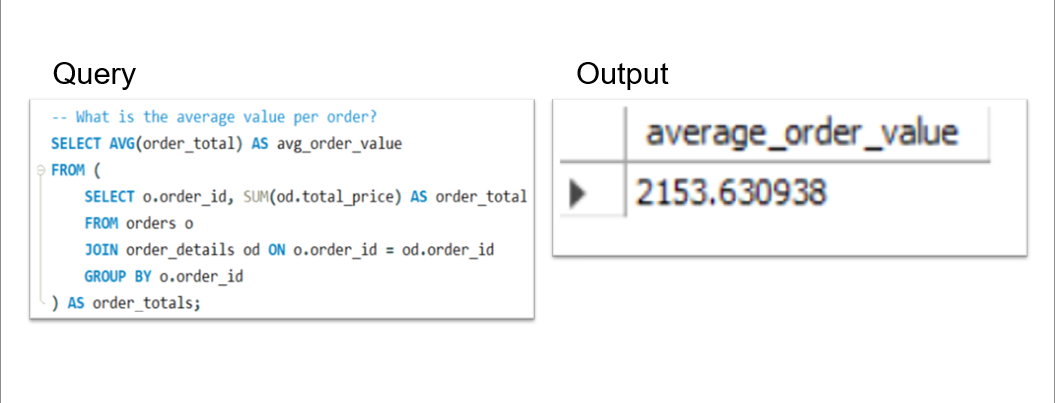 Query
-- What is the average value per order?
SELECT AVG(order_total) AS avg_order_value
FROM (
SELECT o.order_id, SUM(od.total_price) AS order_total
FROM orders o
JOIN order_details od ON o.order_id = od.order_id
GROUP BY o.order_id
) AS order_totals;
Output
average_order_value
2153.630938